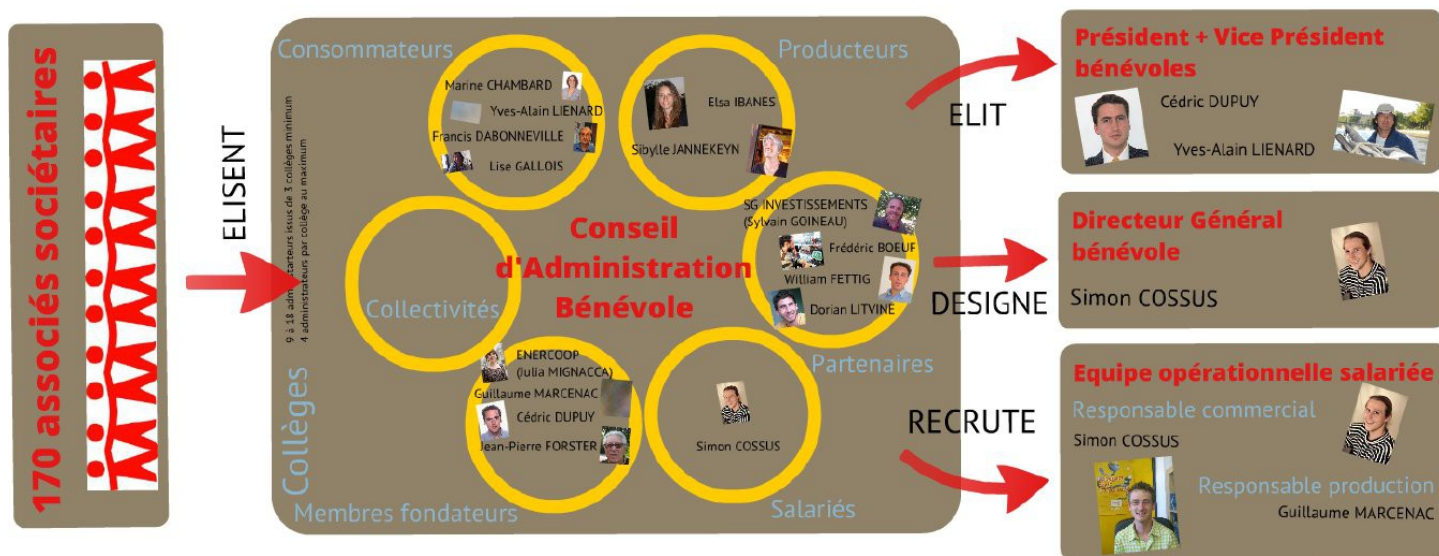 170 associés sociétaires
ELISENT
9 à 18 administarteurs issus de 3 collèges minimum
4 administrateurs par collège au maximum
Collèges
Consommateurs
Marine CHAMBARD
Yves-Alain LIENARD
Francis DABONNEVILLE
Lise GALLOIS
Producteurs
Elsa IBANES
Sibylle JANNEKEYN
Collectivités
Conseil
d'Administration
Bénévole
SG INVESTISSEMENTS
(Sylvain GOINEAU)
Frédéric BOEUF
William FETTIG
Dorian LITVINE
Partenaires
ENERCOOP
(Iulia MIGNACCA)
Guillaume MARCENAC
Cédric DUPUY
Jean-Pierre FORSTER
Membres fondateurs
Simon COSSUS
Salariés
ELIT
Président + Vice Président
bénévoles
Cédric DUPUY
Yves-Alain LIENARD
DESIGNE
Directeur Général
bénévole
Simon COSSUS
RECRUTE
Equipe opérationnelle salariée
Responsable commercial
Simon COSSUS
Responsable production
Guillaume MARCENAC